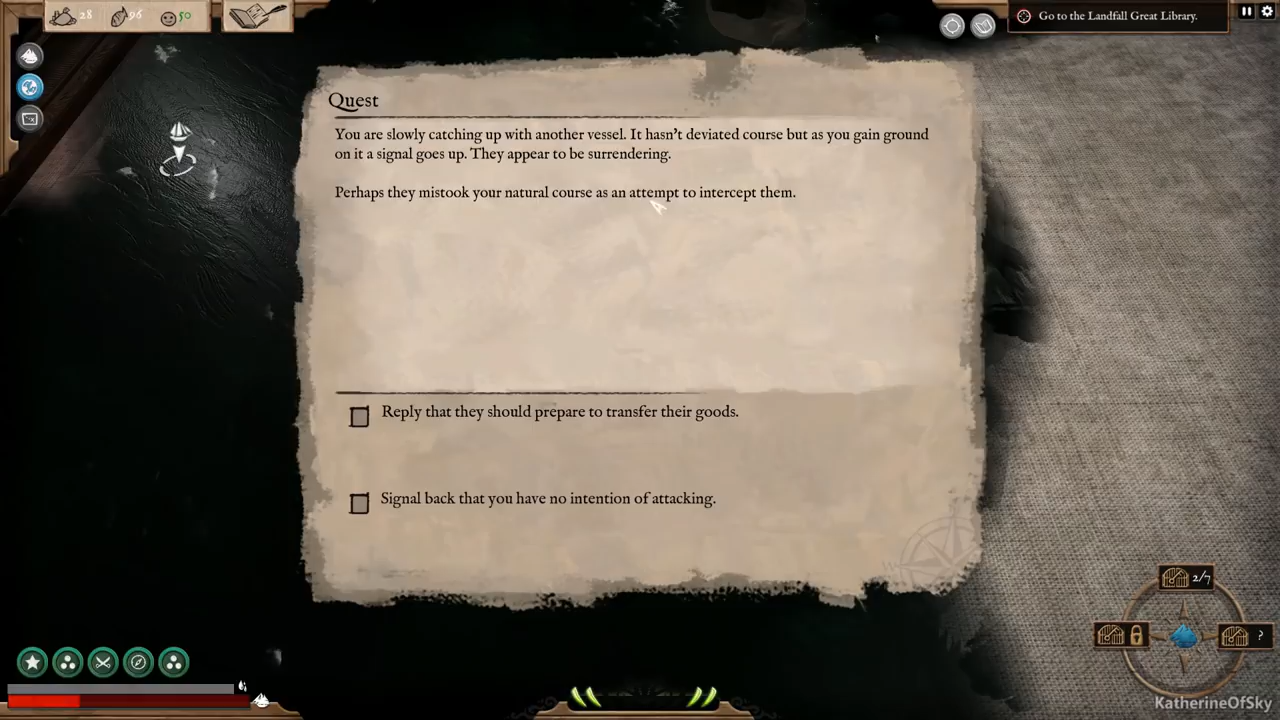 28 96 50
Go to the Landfall Great Library.
Quest
You are slowly catching up with another vessel. It hasn't deviated course but as you gain ground
on it a signal goes up. They appear to be surrendering.
Perhaps they mistook your natural course as an attempt to intercept them.
Reply that they should prepare to transfer their goods.
Signal back that you have no intention of attacking.
2/7
?
KatherineOfSky